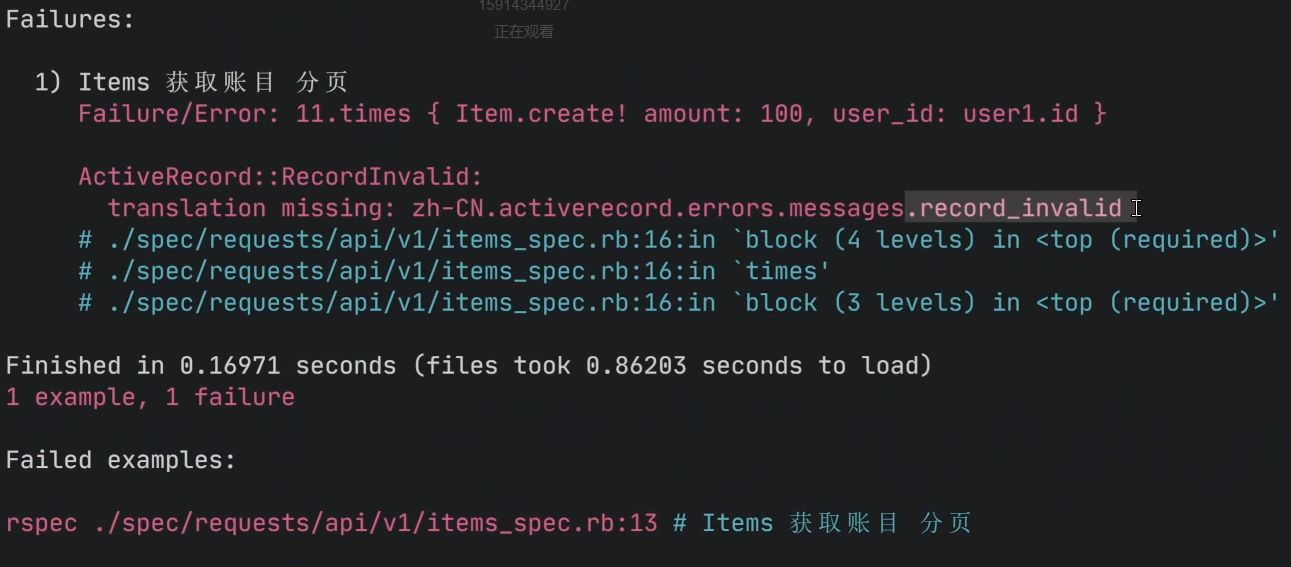 15914344927
正在观看
Failures:
1) Items 获取账目 分页
Failure/Error: 11.times { Item.create! amount: 100, user_id: user1.id }
ActiveRecord::RecordInvalid:
translation missing: zh-CN.activerecord.errors.messages.record_invalid
# ./spec/requests/api/v1/items_spec.rb:16:in `block (4 levels) in <top (required)>'
# ./spec/requests/api/v1/items_spec.rb:16:in `times'
# ./spec/requests/api/v1/items_spec.rb:16:in `block (3 levels) in <top (required)>'
Finished in 0.16971 seconds (files took 0.86203 seconds to load)
1 example, 1 failure
Failed examples:
rspec ./spec/requests/api/v1/items_spec.rb:13 # Items 获取账目 分页